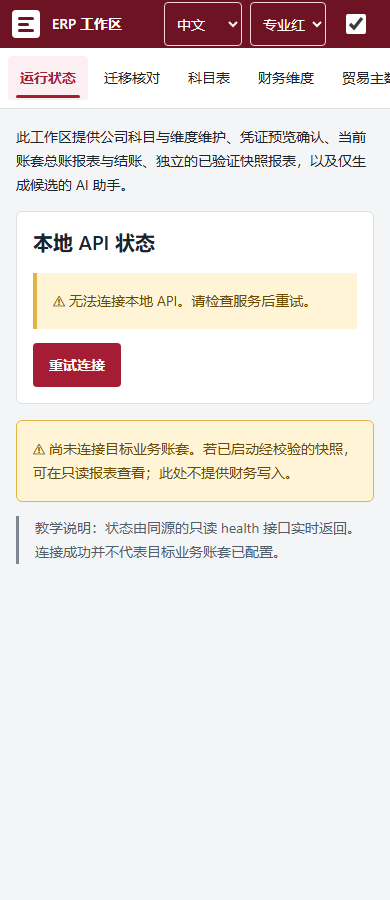 ERP 工作区
中文
专业红
运行状态
迁移核对
科目表
财务维度
贸易主数
此工作区提供公司科目与维度维护、凭证预览确认、当前
账套总账报表与结账、独立的已验证快照报表，以及仅生
成候选的 AI 助手。
本地 API 状态
⚠ 无法连接本地 API。请检查服务后重试。
重试连接
⚠ 尚未连接目标业务账套。若已启动经校验的快照，
可在只读报表查看；此处不提供财务写入。
教学说明：状态由同源的只读 health 接口实时返回。
连接成功并不代表目标业务账套已配置。